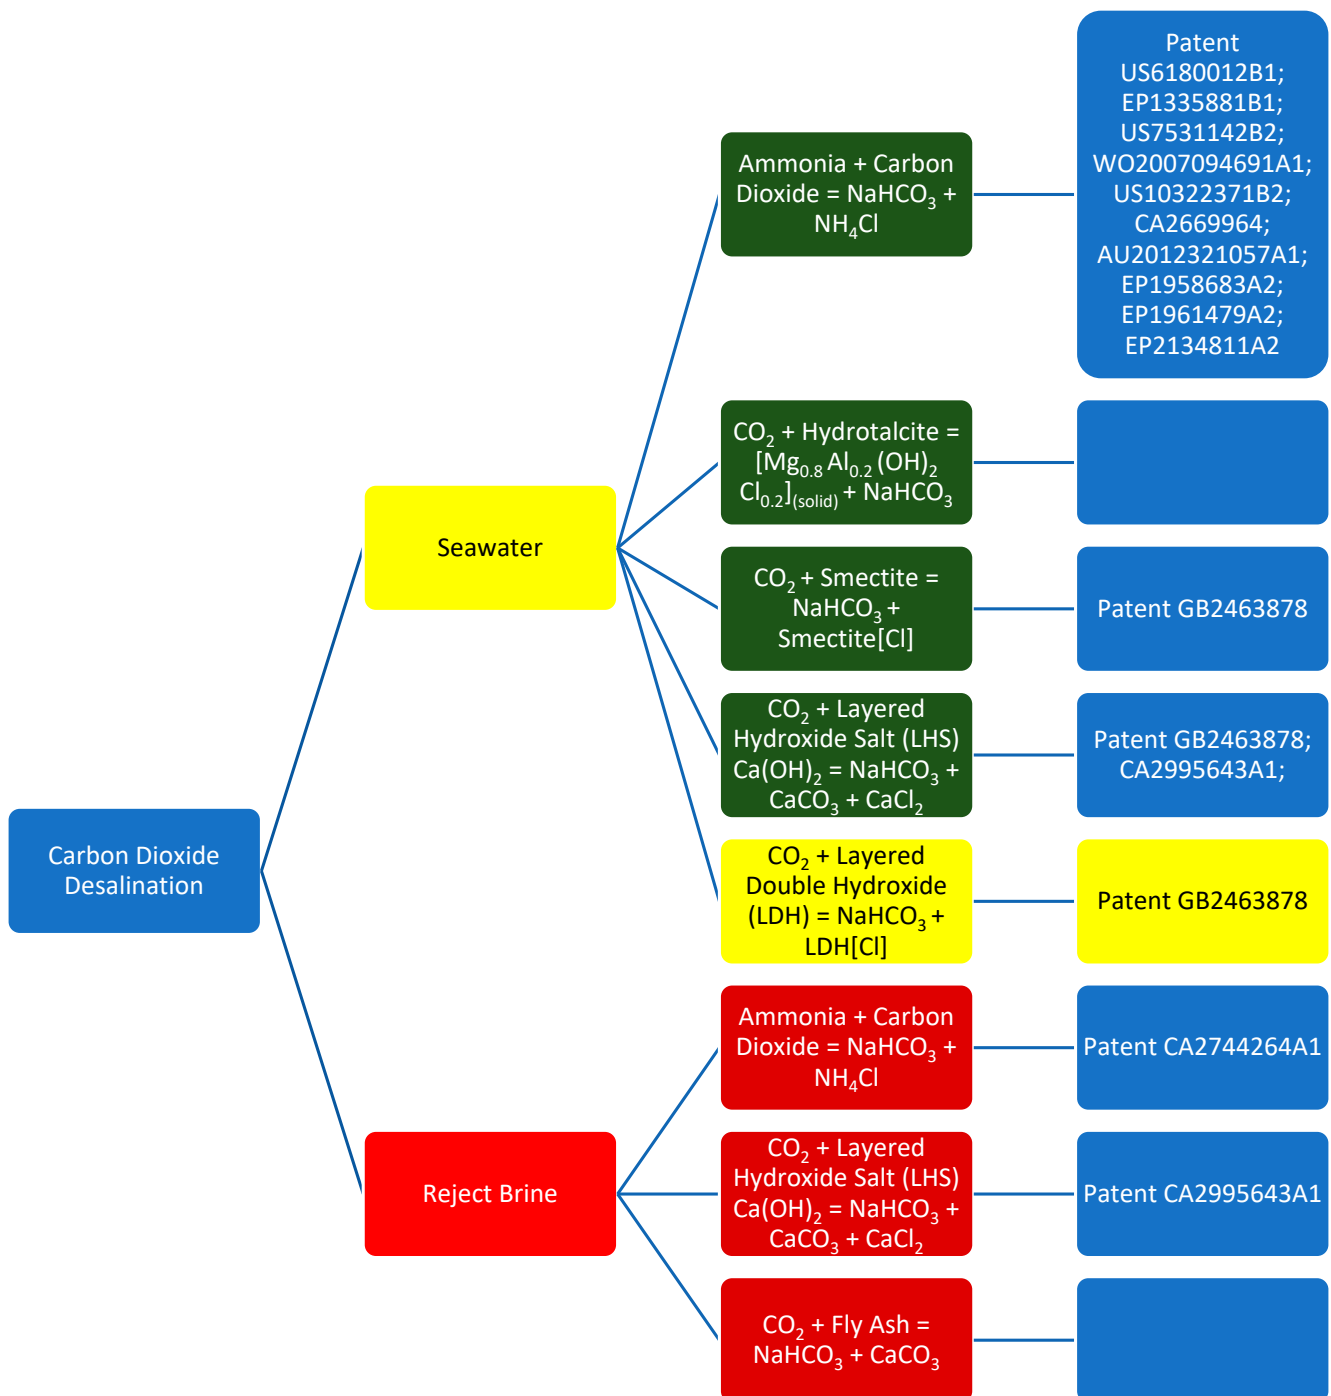 Carbon Dioxide
Desalination
Seawater
Ammonia + Carbon
Dioxide = NaHCO₃ +
NH₄Cl
Patent
US6180012B1;
EP1335881B1;
US7531142B2;
WO2007094691A1;
US10322371B2;
CA2669964;
AU2012321057A1;
EP1958683A2;
EP1961479A2;
EP2134811A2
CO₂ + Hydrotalcite =
[Mg₀.₈ Al₀.₂ (OH)₂
Cl₀.₂](solid) + NaHCO₃
CO₂ + Smectite =
NaHCO₃ +
Smectite[Cl]
Patent GB2463878
CO₂ + Layered
Hydroxide Salt (LHS)
Ca(OH)₂ = NaHCO₃ +
CaCO₃ + CaCl₂
Patent GB2463878;
CA2995643A1;
CO₂ + Layered
Double Hydroxide
(LDH) = NaHCO₃ +
LDH[Cl]
Patent GB2463878
Reject Brine
Ammonia + Carbon
Dioxide = NaHCO₃ +
NH₄Cl
Patent CA2744264A1
CO₂ + Layered
Hydroxide Salt (LHS)
Ca(OH)₂ = NaHCO₃ +
CaCO₃ + CaCl₂
Patent CA2995643A1
CO₂ + Fly Ash =
NaHCO₃ + CaCO₃